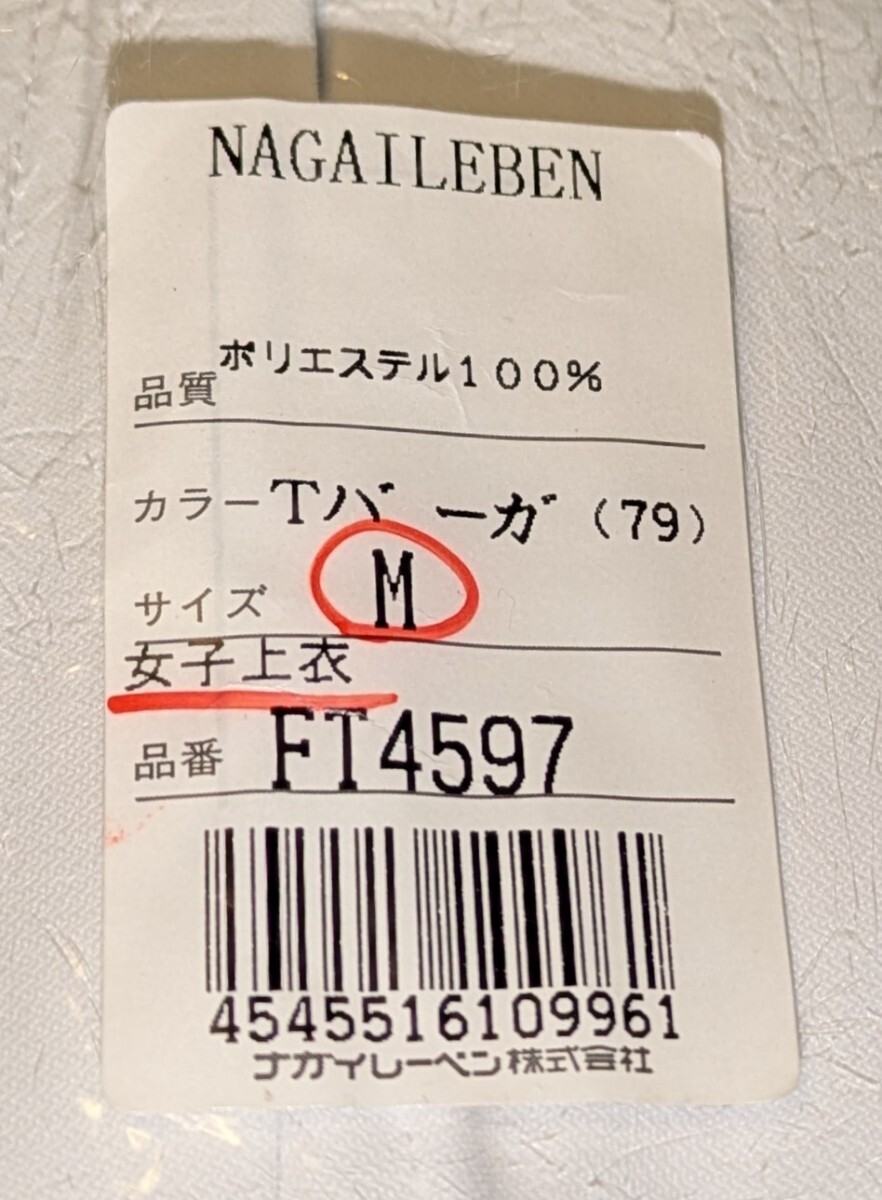 NAGAILEBEN
品質 ポリエステル100%
カラー Tバーガ (79)
サイズ M
女子上衣
品番 FT4597
4545516109961
ナガイレーベン株式会社